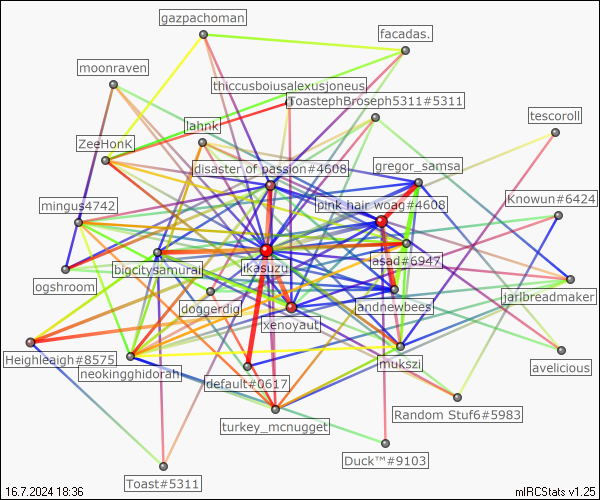 gazpachoman
facadas.
moonraven
thiccusboiusalexusjoneus
ToastephBroseph5311#5311
tescoroll
lahnk
ZeeHonK
disaster of passion#4608
gregor_samsa
mingus4742
pink hair woag#4608
Knowun#6424
asad#6947
ikasuzu
bigcitysamurai
ogshroom
jarlbreadmaker
doggerdig
andnewbees
xenoyaut
Heighleaigh#8575
mukszi
avelicious
neokingghidorah
default#0617
Random Stuf6#5983
turkey_mcnugget
Duck™#9103
Toast#5311
16.7.2024 18:36
mIRCStats v1.25